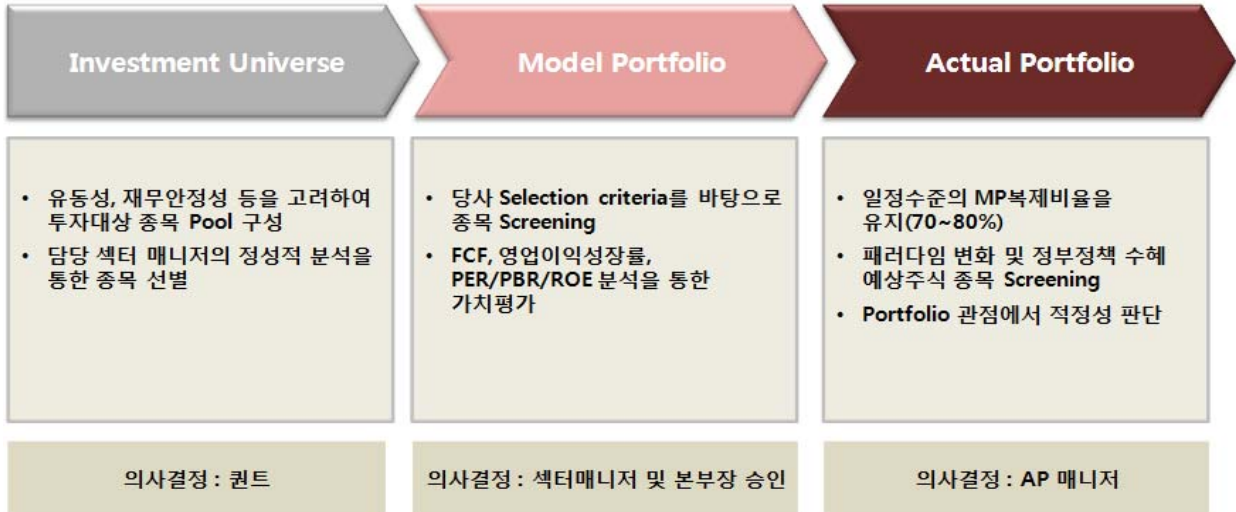 Investment Universe
Model Portfolio
Actual Portfolio
• 유동성, 재무안정성 등을 고려하여
투자대상 종목 Pool 구성
• 담당 섹터 매니저의 정성적 분석을
통한 종목 선별
• 당사 Selection criteria를 바탕으로
종목 Screening
• FCF, 영업이익성장률,
PER/PBR/ROE 분석을 통한
가치평가
• 일정수준의 MP복제비율을
유지(70~80%)
• 패러다임 변화 및 정부정책 수혜
예상주식 종목 Screening
• Portfolio 관점에서 적정성 판단
의사결정 : 퀀트
의사결정 : 섹터매니저 및 본부장 승인
의사결정 : AP 매니저